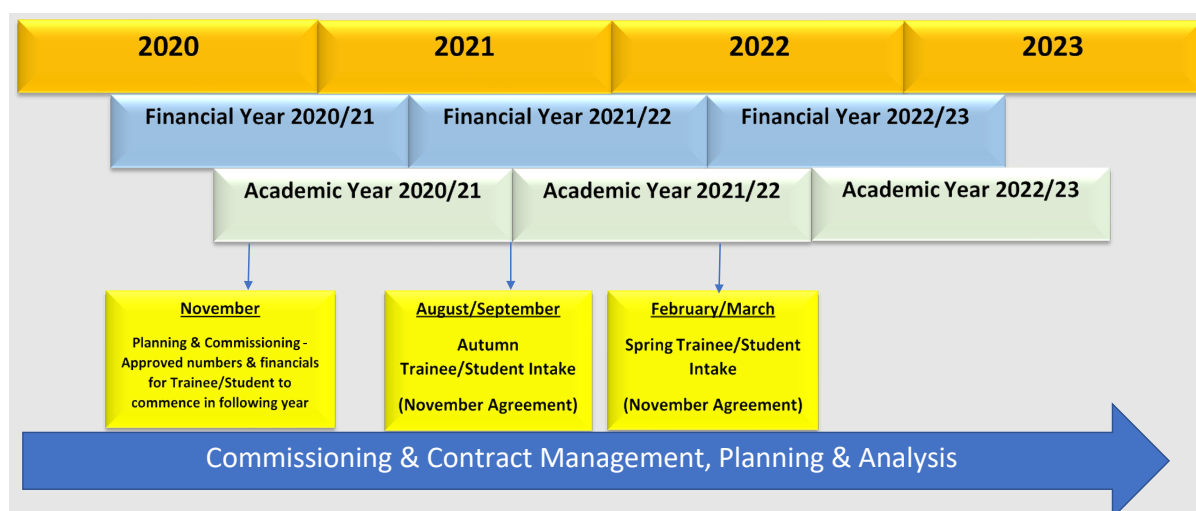 2020
2021
2022
2023
Financial Year 2020/21
Financial Year 2021/22
Financial Year 2022/23
Academic Year 2020/21
Academic Year 2021/22
Academic Year 2022/23
November
Planning & Commissioning -
Approved numbers & financials
for Trainee/Student to
commence in following year
August/September
Autumn
Trainee/Student Intake
(November Agreement)
February/March
Spring Trainee/Student
Intake
(November Agreement)
Commissioning & Contract Management, Planning & Analysis